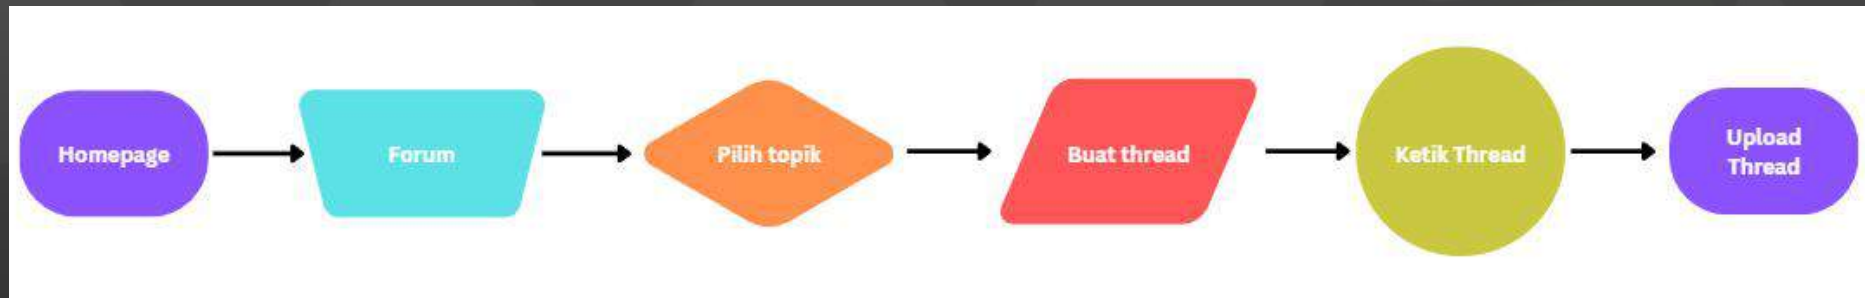 Homepage
Forum
Pilih topik
Buat thread
Ketik Thread
Upload
Thread